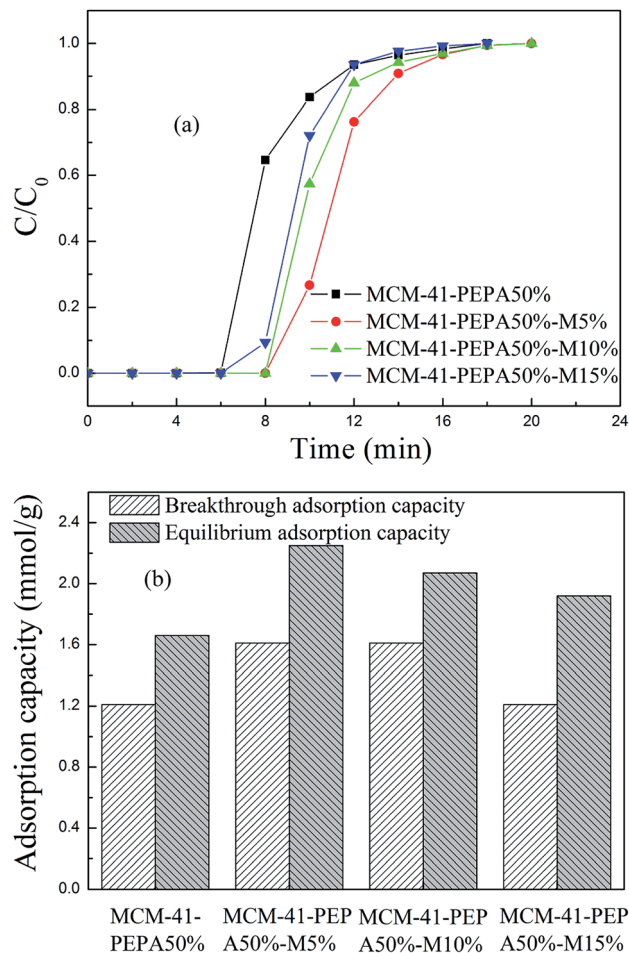 (a)
C/C0
1.0
0.8
0.6
0.4
0.2
0.0
MCM-41-PEPA50%
MCM-41-PEPA50%-M5%
MCM-41-PEPA50%-M10%
MCM-41-PEPA50%-M15%
0 4 8 12 16 20 24
Time (min)
Adsorption capacity (mmol/g)
2.4
2.0
1.6
1.2
0.8
0.4
0.0
Breakthrough adsorption capacity
Equilibrium adsorption capacity
(b)
MCM-41-
PEPA50%
MCM-41-PEP
A50%-M5%
MCM-41-PEP
A50%-M10%
MCM-41-PEP
A50%-M15%